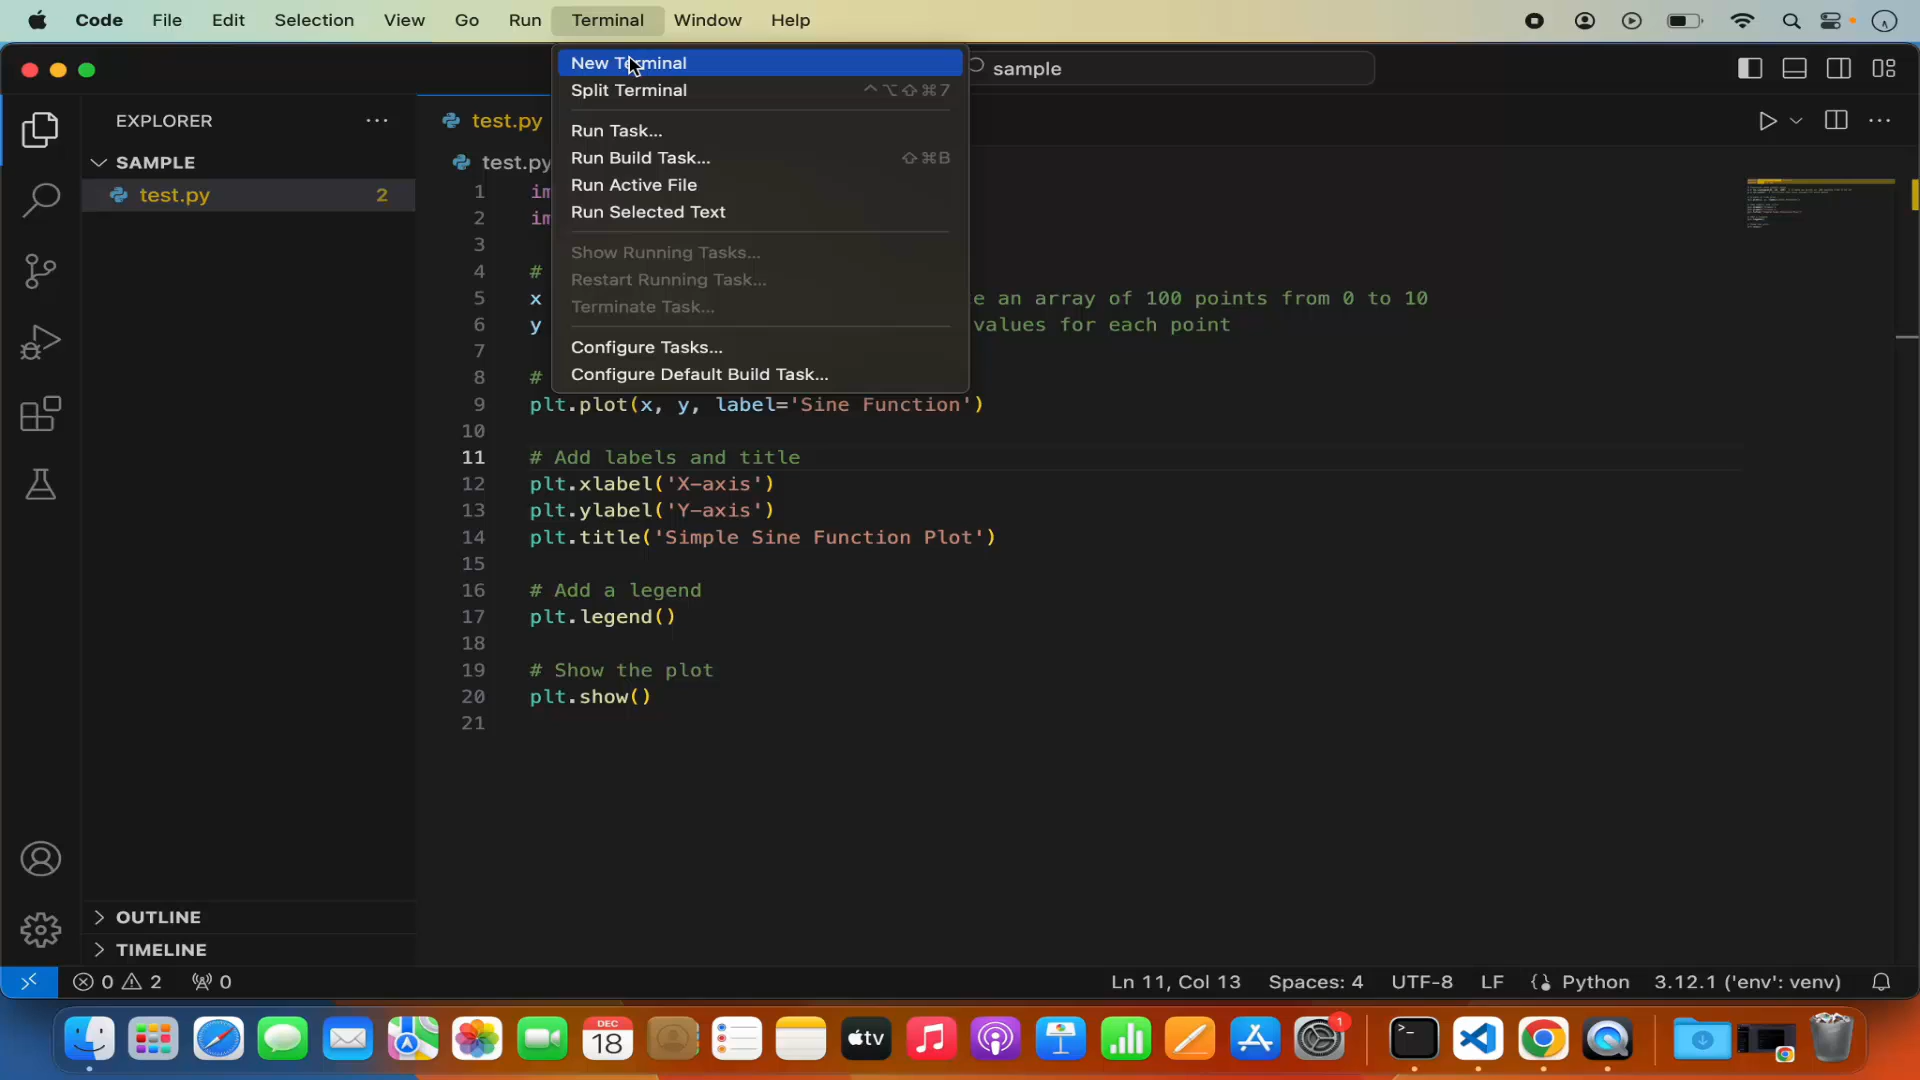 Code File Edit Selection View Go Run Terminal Window Help
New Terminal
Split Terminal ^⌥⇧⌘7
Run Task...
Run Build Task... ⇧⌘B
Run Active File
Run Selected Text
Show Running Tasks...
Restart Running Task...
Terminate Task...
Configure Tasks...
Configure Default Build Task...
sample
EXPLORER
SAMPLE
test.py 2
OUTLINE
TIMELINE
test.py
test.py
1 im
2 im
3
4 #
5 x e an array of 100 points from 0 to 10
6 y values for each point
7
8 #
9 plt.plot(x, y, label='Sine Function')
10
11 # Add labels and title
12 plt.xlabel('X-axis')
13 plt.ylabel('Y-axis')
14 plt.title('Simple Sine Function Plot')
15
16 # Add a legend
17 plt.legend()
18
19 # Show the plot
20 plt.show()
21
0 2 0 Ln 11, Col 13 Spaces: 4 UTF-8 LF Python 3.12.1 ('env': venv)
DEC
18
tv
1